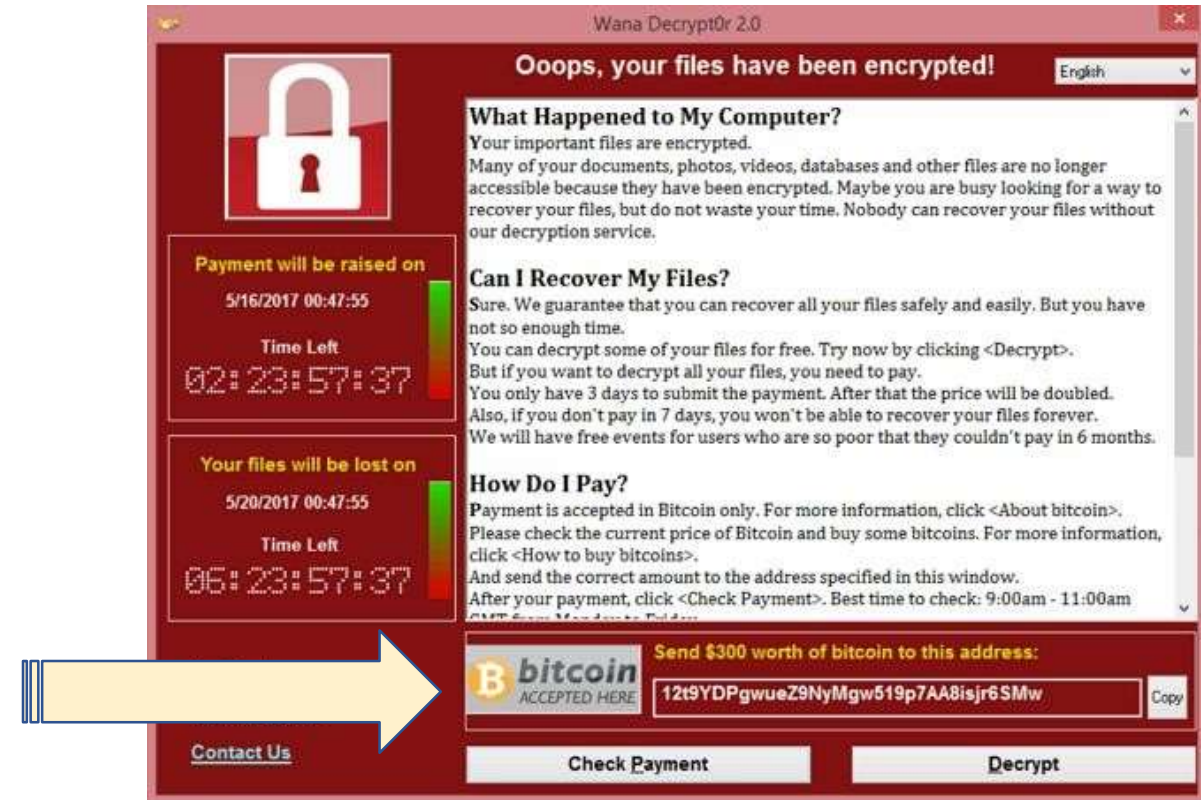 Wana Decrypt0r 2.0
Ooops, your files have been encrypted!
English
What Happened to My Computer?
Your important files are encrypted.
Many of your documents, photos, videos, databases and other files are no longer
accessible because they have been encrypted. Maybe you are busy looking for a way to
recover your files, but do not waste your time. Nobody can recover your files without
our decryption service.
Can I Recover My Files?
Sure. We guarantee that you can recover all your files safely and easily. But you have
not so enough time.
You can decrypt some of your files for free. Try now by clicking <Decrypt>.
But if you want to decrypt all your files, you need to pay.
You only have 3 days to submit the payment. After that the price will be doubled.
Also, if you don't pay in 7 days, you won't be able to recover your files forever.
We will have free events for users who are so poor that they couldn't pay in 6 months.
How Do I Pay?
Payment is accepted in Bitcoin only. For more information, click <About bitcoin>.
Please check the current price of Bitcoin and buy some bitcoins. For more information,
click <How to buy bitcoins>.
And send the correct amount to the address specified in this window.
After your payment, click <Check Payment>. Best time to check: 9:00am - 11:00am
Payment will be raised on
5/16/2017 00:47:55
Time Left
02:23:57:37
Your files will be lost on
5/20/2017 00:47:55
Time Left
06:23:57:37
Contact Us
bitcoin
ACCEPTED HERE
Send $300 worth of bitcoin to this address:
12t9YDPgwueZ9NyMgw519p7AA8isjr6SMw
Copy
Check Payment
Decrypt